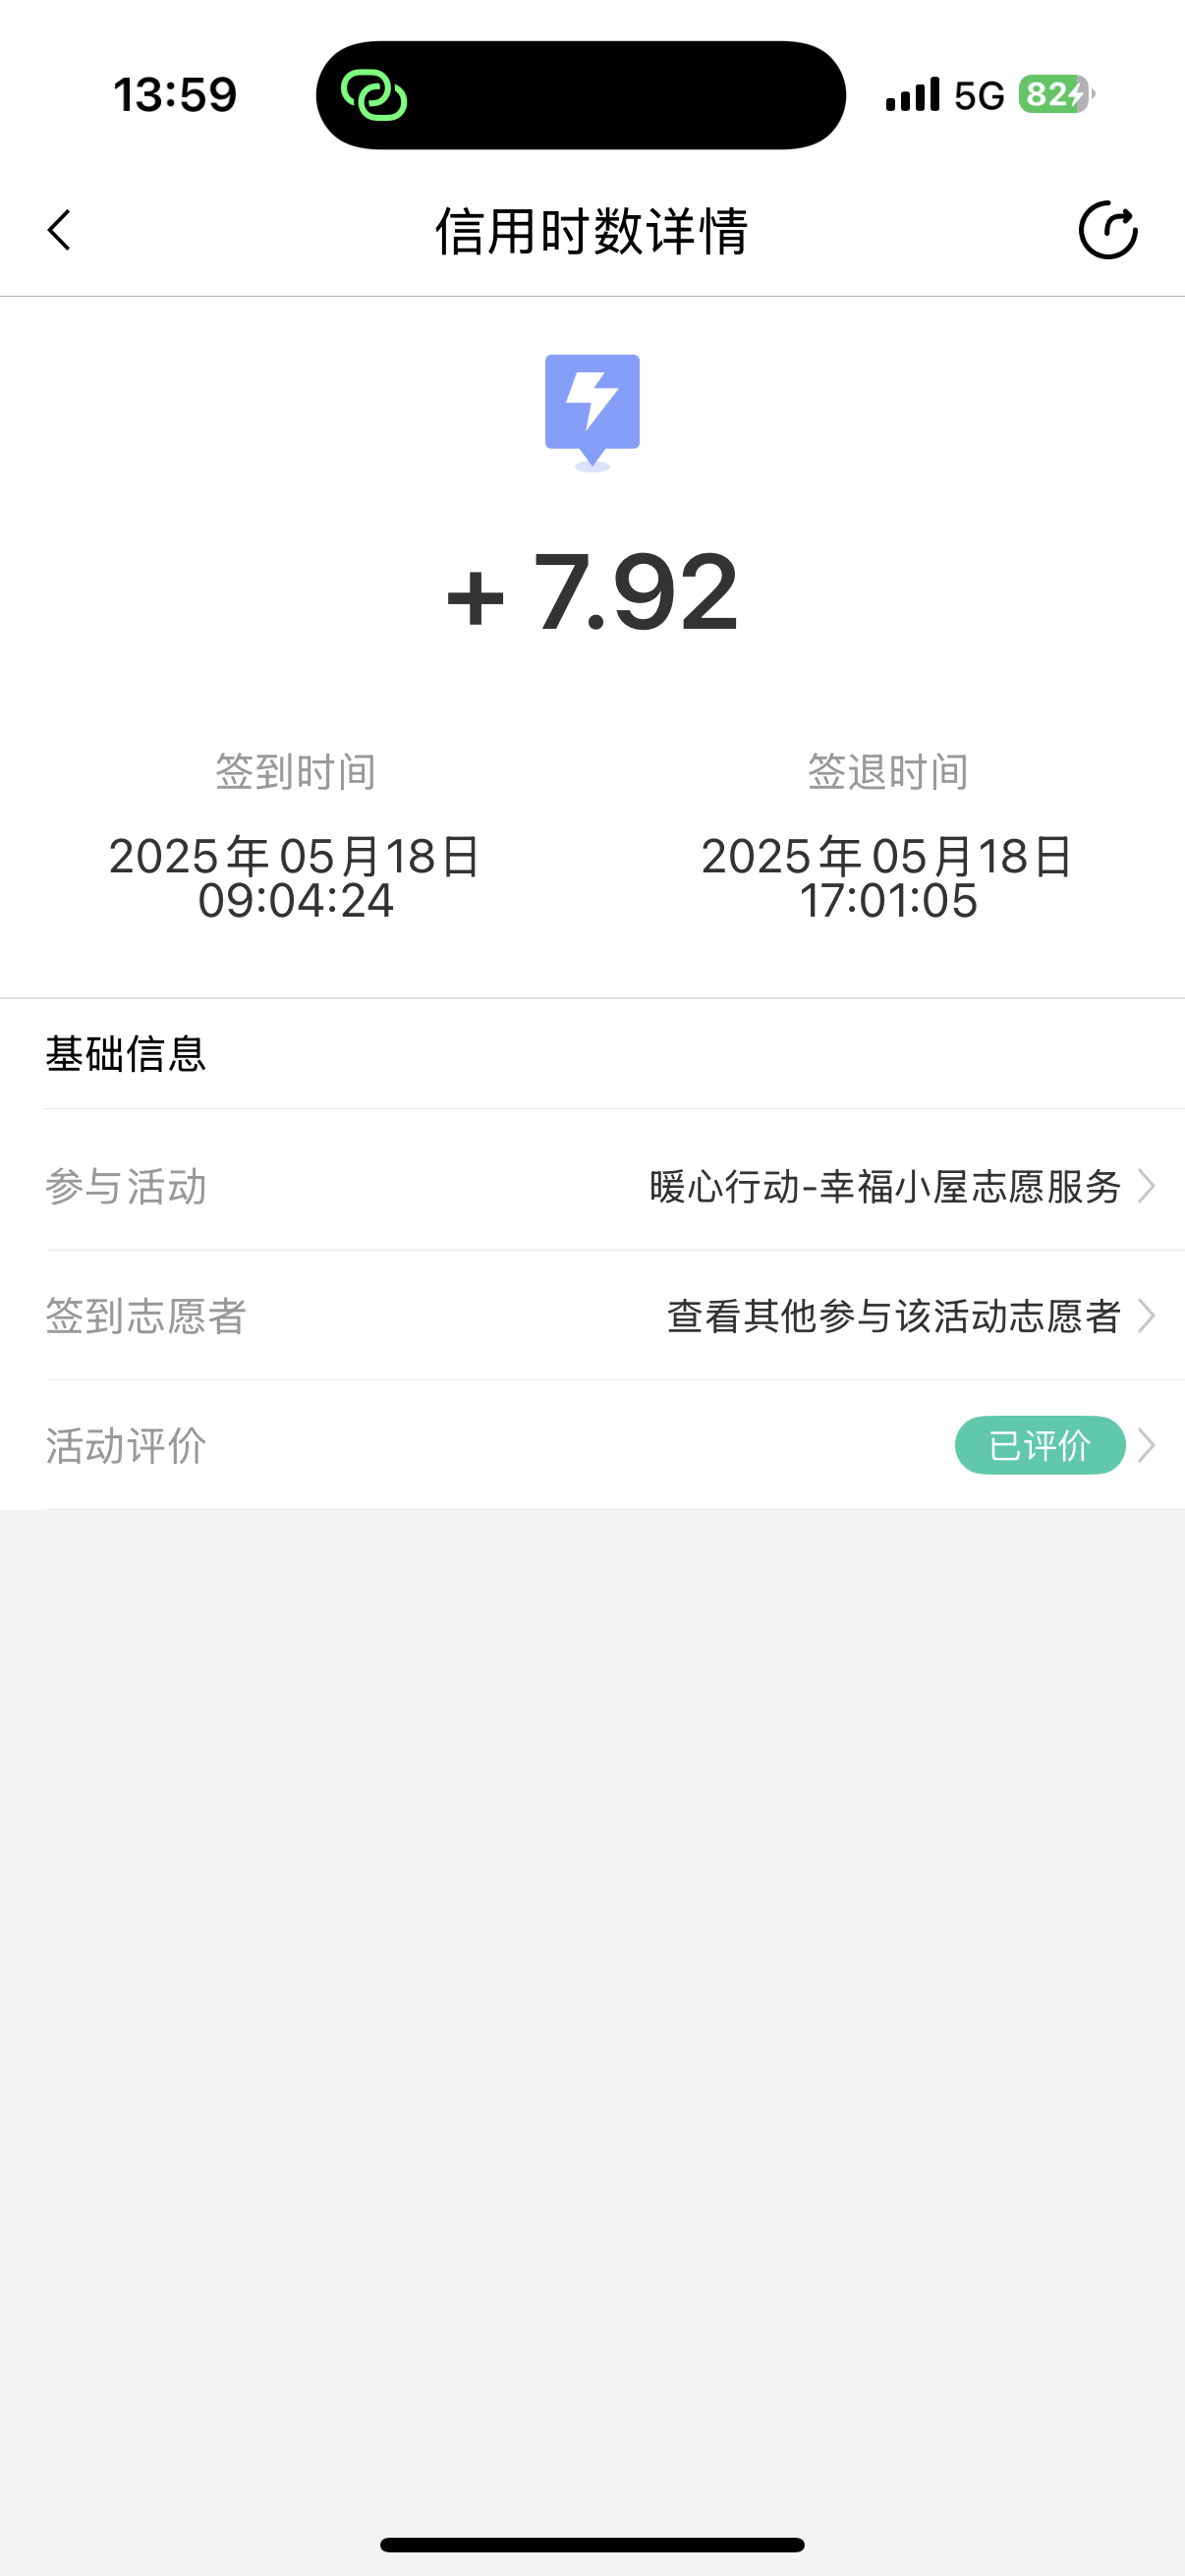 13:59
5G 82
信用时数详情
+ 7.92
签到时间 签退时间
2025年05月18日 2025年05月18日
09:04:24 17:01:05
基础信息
参与活动 暖心行动-幸福小屋志愿服务
签到志愿者 查看其他参与该活动志愿者
活动评价 已评价